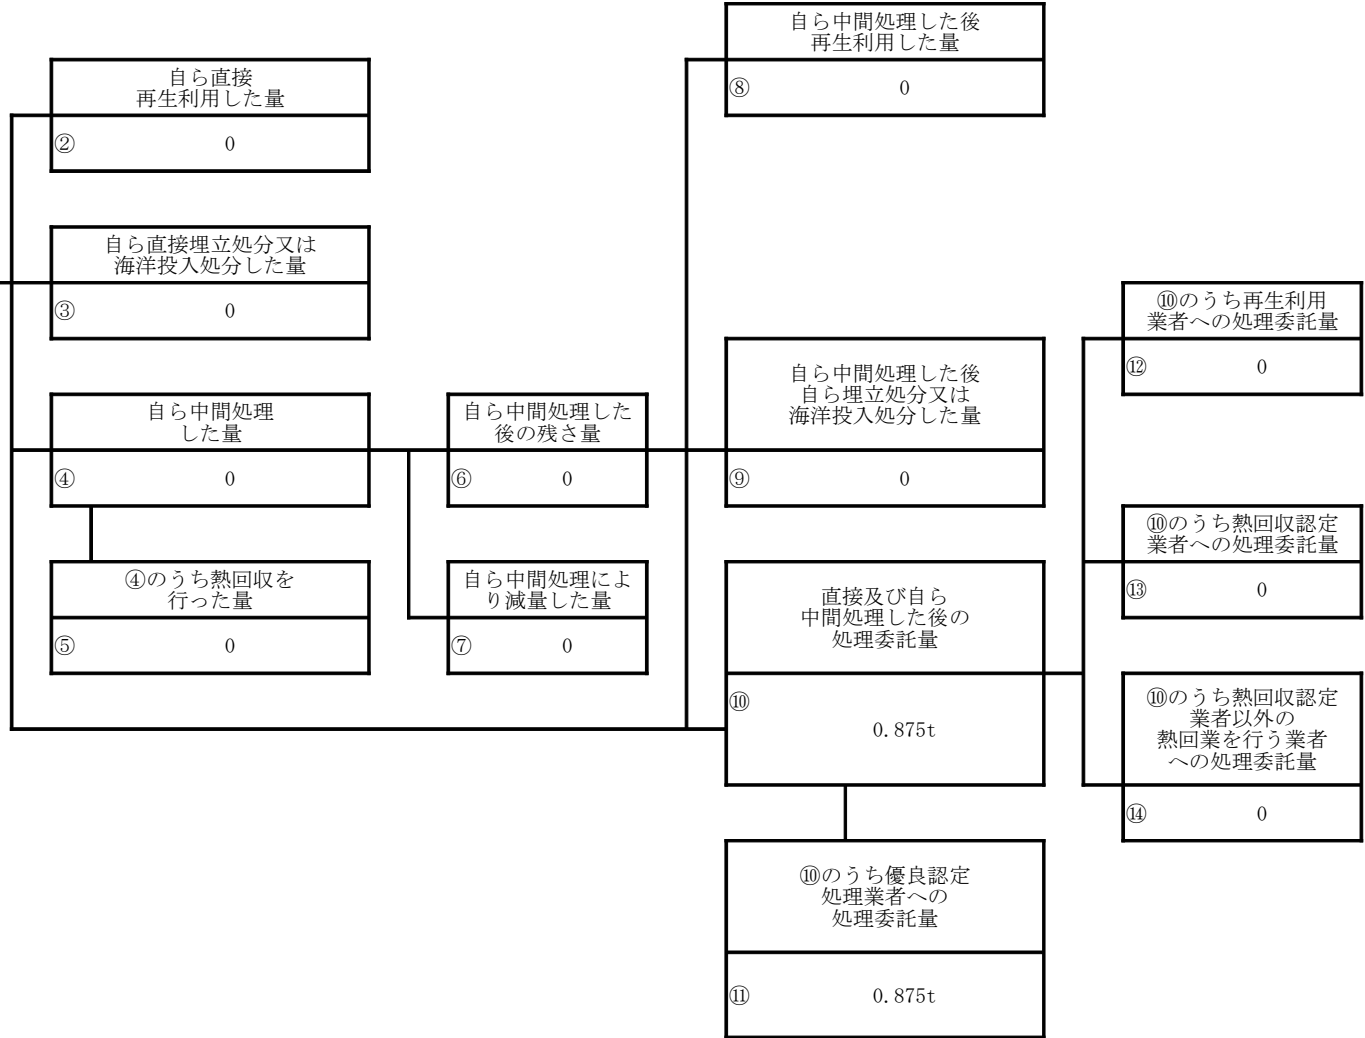 自ら中間処理した後
再生利用した量
⑧ 0
自ら直接
再生利用した量
② 0
自ら直接埋立処分又は
海洋投入処分した量
③ 0
⑩のうち再生利用
業者への処理委託量
⑫ 0
自ら中間処理した後
自ら埋立処分又は
海洋投入処分した量
⑨ 0
自ら中間処理
した量
④ 0
自ら中間処理した
後の残さ量
⑥ 0
⑩のうち熱回収認定
業者への処理委託量
⑬ 0
④のうち熱回収を
行った量
⑤ 0
自ら中間処理によ
り減量した量
⑦ 0
直接及び自ら
中間処理した後の
処理委託量
⑩
0.875t
⑩のうち熱回収認定
業者以外の
熱回業を行う業者
への処理委託量
⑭ 0
⑩のうち優良認定
処理業者への
処理委託量
⑪ 0.875t